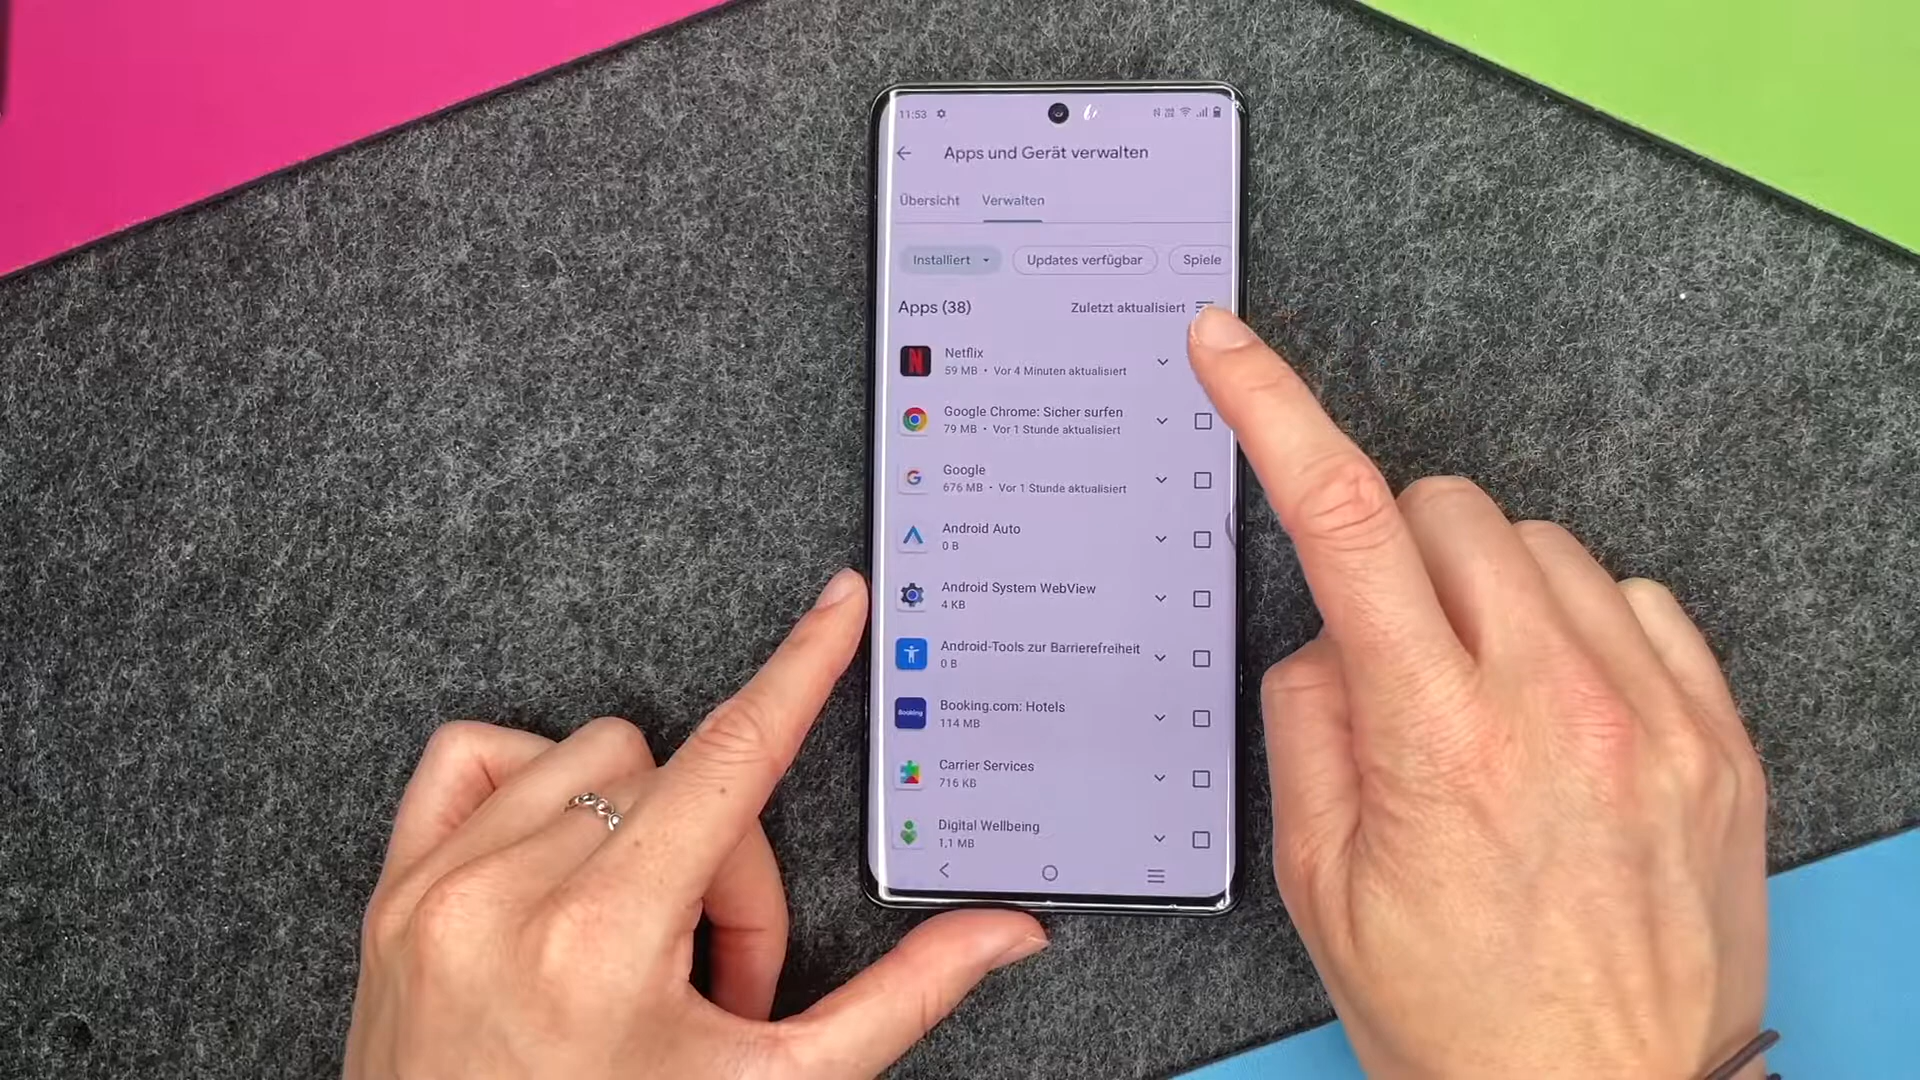 11:53
Apps und Gerät verwalten
Übersicht Verwalten
Installiert Updates verfügbar Spiele
Apps (38) Zuletzt aktualisiert
Netflix
59 MB • Vor 4 Minuten aktualisiert
Google Chrome: Sicher surfen
79 MB • Vor 1 Stunde aktualisiert
Google
676 MB • Vor 1 Stunde aktualisiert
Android Auto
0 B
Android System WebView
4 KB
Android-Tools zur Barrierefreiheit
0 B
Booking
Booking.com: Hotels
114 MB
Carrier Services
716 KB
Digital Wellbeing
1,1 MB